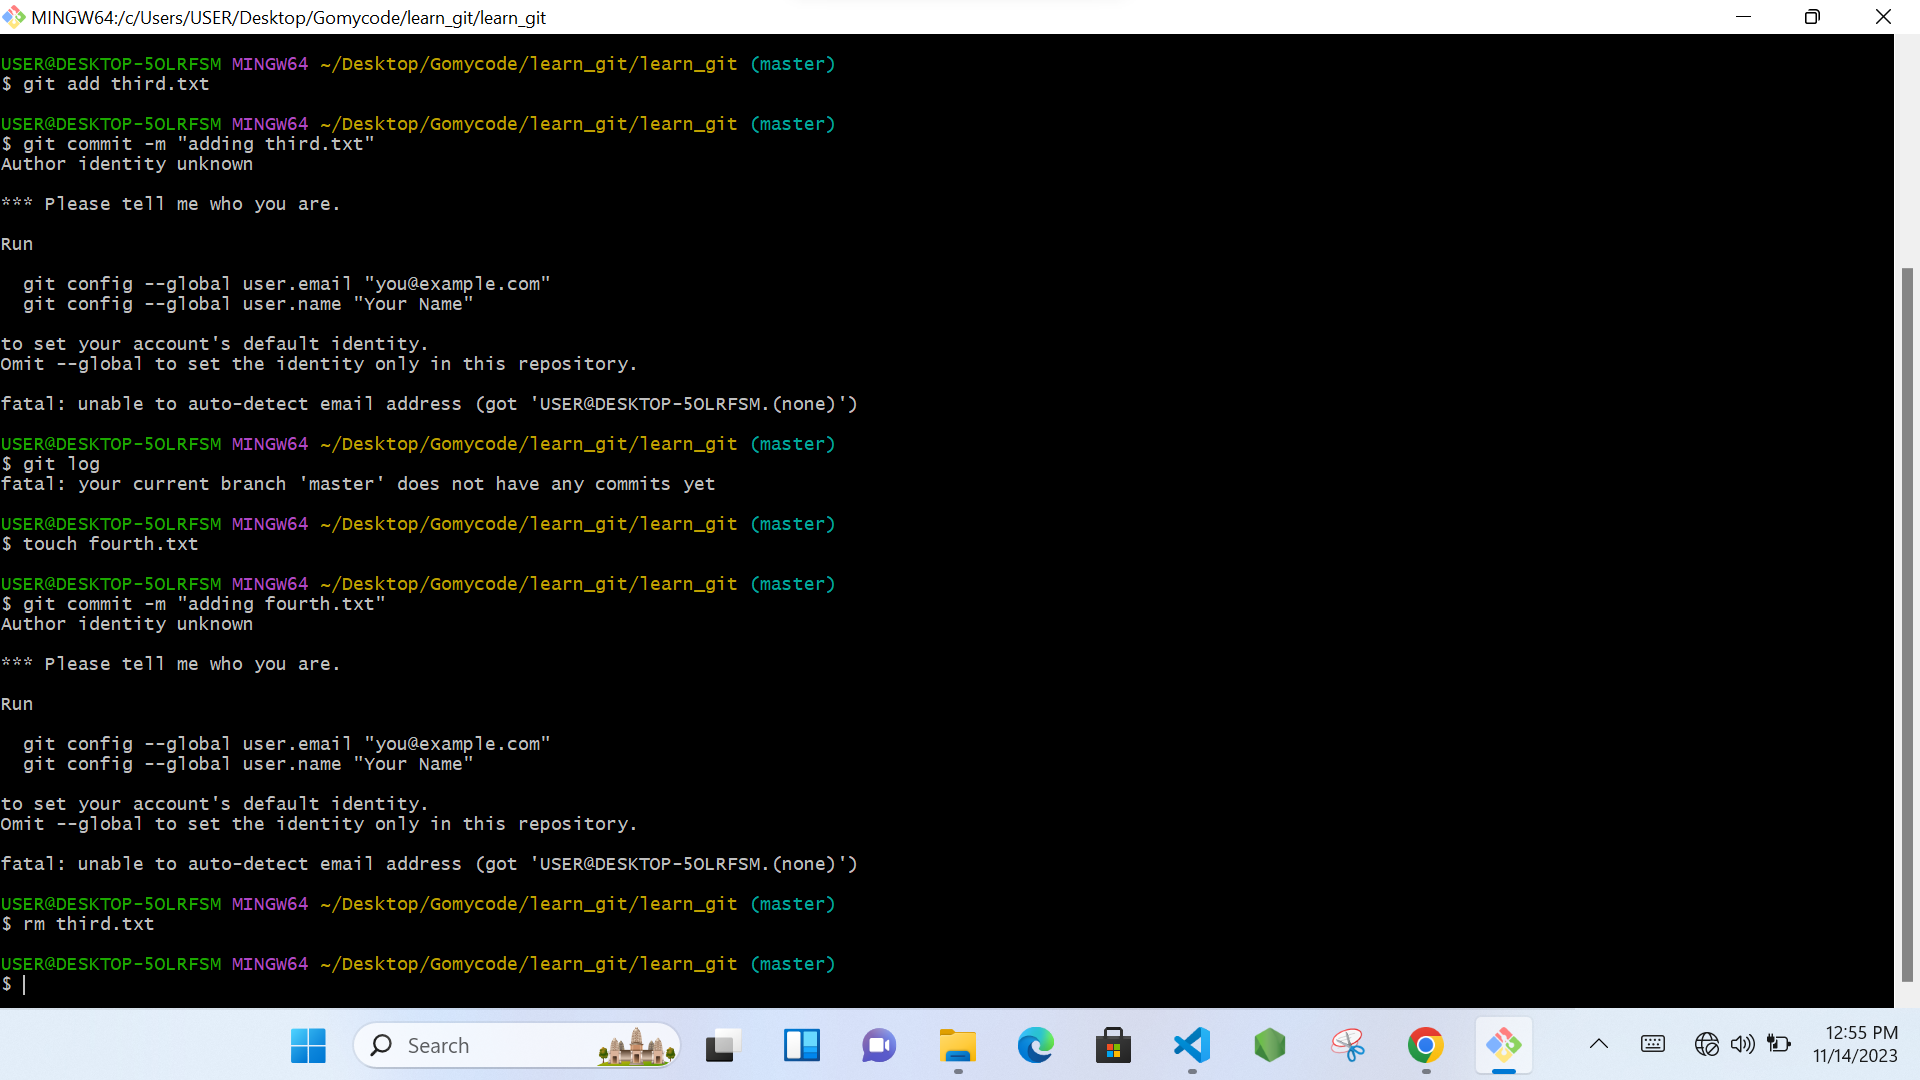 MINGW64:/c/Users/USER/Desktop/Gomycode/learn_git/learn_git
USER@DESKTOP-5OLRFSM MINGW64 ~/Desktop/Gomycode/learn_git/learn_git (master)
$ git add third.txt
USER@DESKTOP-5OLRFSM MINGW64 ~/Desktop/Gomycode/learn_git/learn_git (master)
$ git commit -m "adding third.txt"
Author identity unknown
*** Please tell me who you are.
Run
  git config --global user.email "you@example.com"
  git config --global user.name "Your Name"
to set your account's default identity.
Omit --global to set the identity only in this repository.
fatal: unable to auto-detect email address (got 'USER@DESKTOP-5OLRFSM.(none)')
USER@DESKTOP-5OLRFSM MINGW64 ~/Desktop/Gomycode/learn_git/learn_git (master)
$ git log
fatal: your current branch 'master' does not have any commits yet
USER@DESKTOP-5OLRFSM MINGW64 ~/Desktop/Gomycode/learn_git/learn_git (master)
$ touch fourth.txt
USER@DESKTOP-5OLRFSM MINGW64 ~/Desktop/Gomycode/learn_git/learn_git (master)
$ git commit -m "adding fourth.txt"
Author identity unknown
*** Please tell me who you are.
Run
  git config --global user.email "you@example.com"
  git config --global user.name "Your Name"
to set your account's default identity.
Omit --global to set the identity only in this repository.
fatal: unable to auto-detect email address (got 'USER@DESKTOP-5OLRFSM.(none)')
USER@DESKTOP-5OLRFSM MINGW64 ~/Desktop/Gomycode/learn_git/learn_git (master)
$ rm third.txt
USER@DESKTOP-5OLRFSM MINGW64 ~/Desktop/Gomycode/learn_git/learn_git (master)
$
Search
12:55 PM
11/14/2023